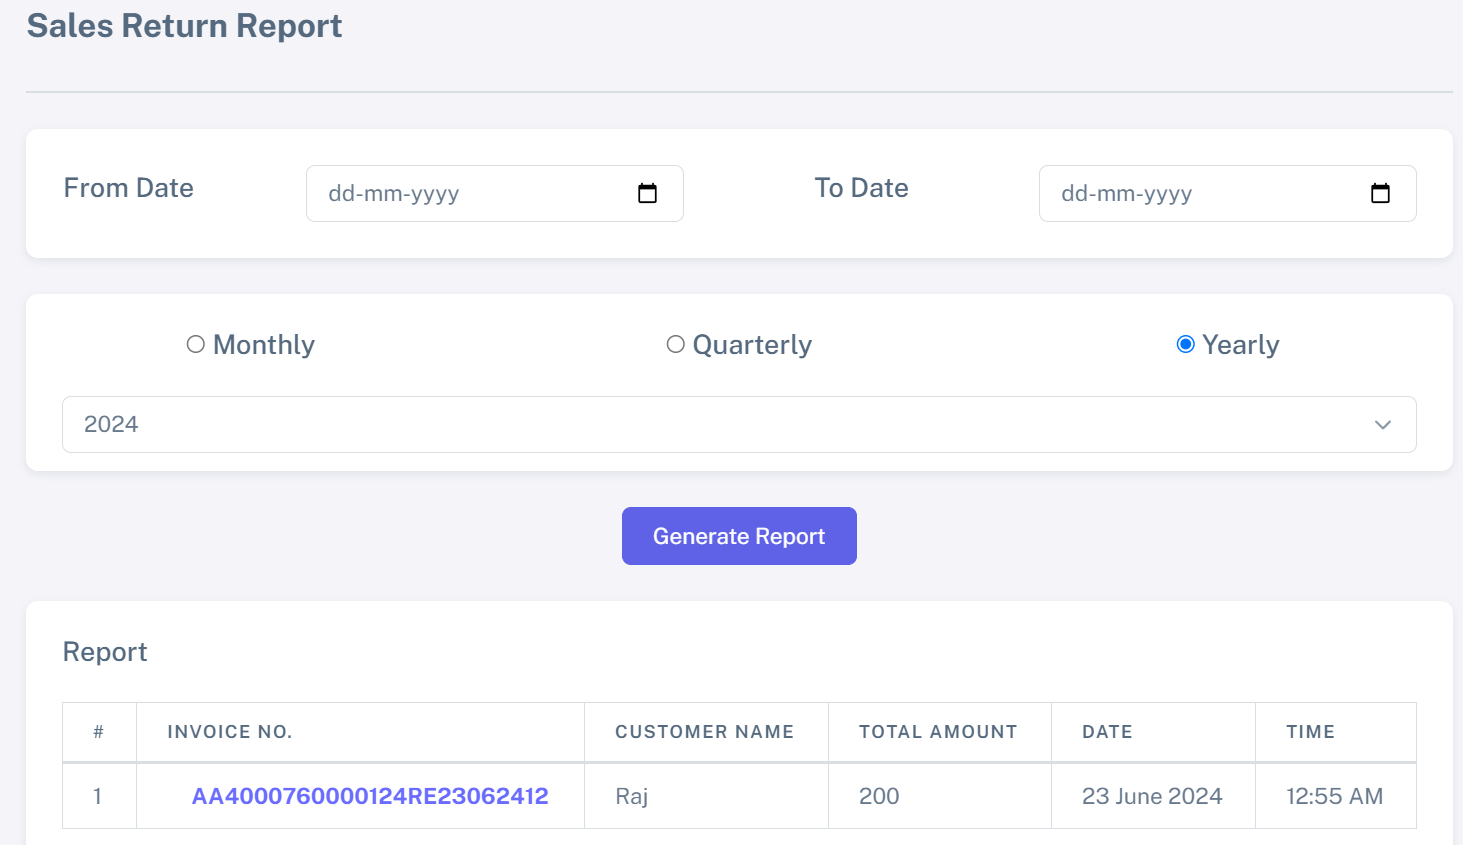 Sales Return Report
From Date dd-mm-yyyy To Date dd-mm-yyyy
Monthly Quarterly Yearly
2024
Generate Report
Report
# INVOICE NO. CUSTOMER NAME TOTAL AMOUNT DATE TIME
1 AA4000760000124RE23062412 Raj 200 23 June 2024 12:55 AM